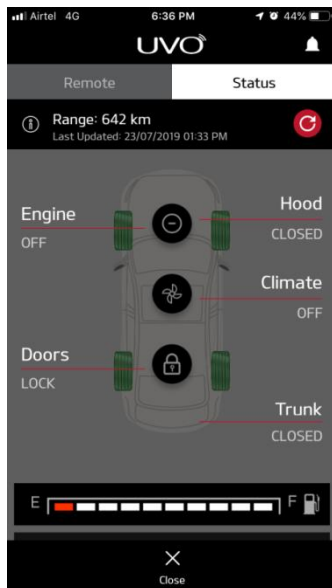 Airtel 4G 6:36 PM 44%
UVO
Remote Status
Range: 642 km
Last Updated: 23/07/2019 01:33 PM
Engine
OFF
Hood
CLOSED
Climate
OFF
Doors
LOCK
Trunk
CLOSED
E F
Close